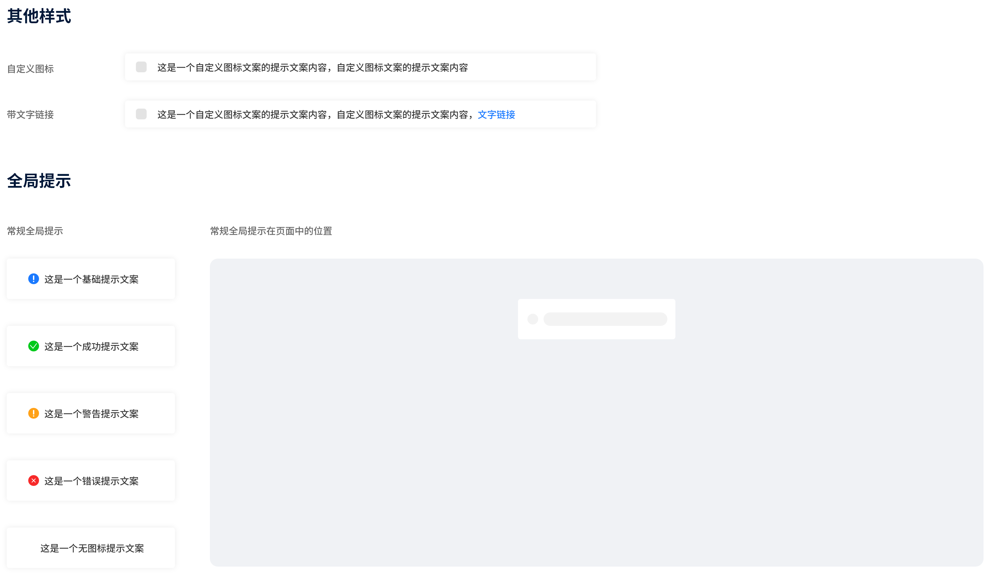 其他样式
自定义图标
这是一个自定义图标文案的提示文案内容，自定义图标文案的提示文案内容
带文字链接
这是一个自定义图标文案的提示文案内容，自定义图标文案的提示文案内容，文字链接
全局提示
常规全局提示
常规全局提示在页面中的位置
这是一个基础提示文案
这是一个成功提示文案
这是一个警告提示文案
这是一个错误提示文案
这是一个无图标提示文案